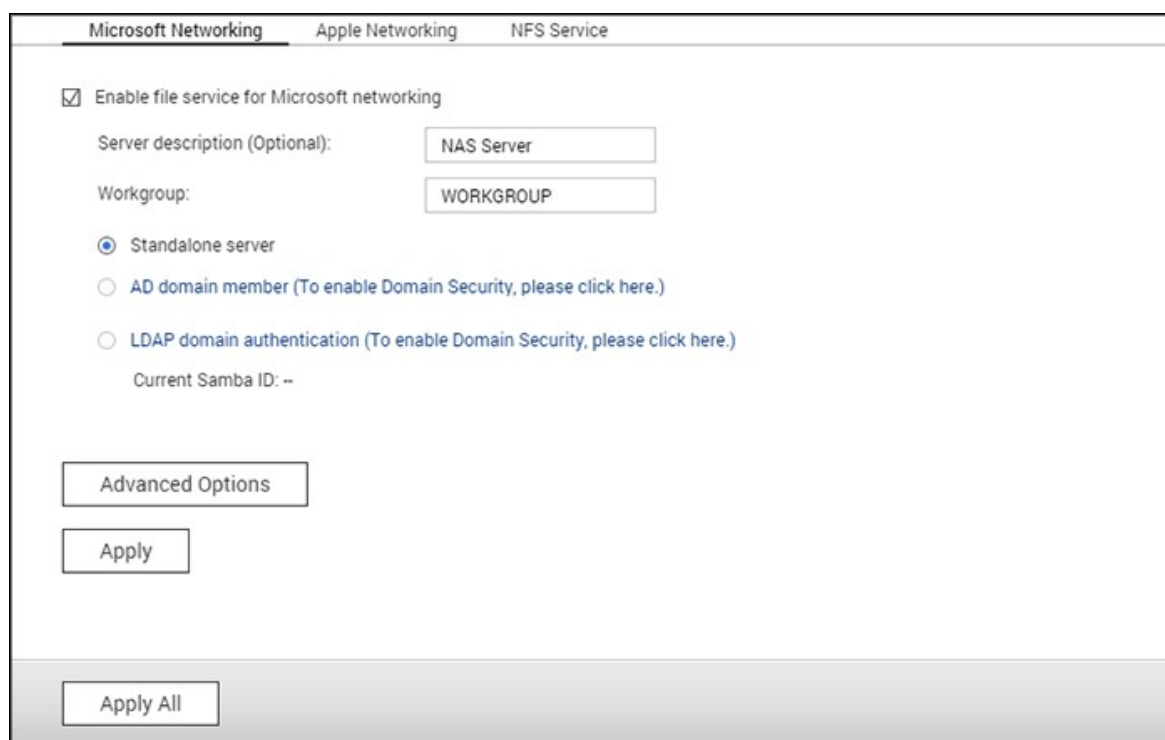 Microsoft Networking Apple Networking NFS Service
Enable file service for Microsoft networking
Server description (Optional): NAS Server
Workgroup: WORKGROUP
Standalone server
AD domain member (To enable Domain Security, please click here.)
LDAP domain authentication (To enable Domain Security, please click here.)
Current Samba ID: --
Advanced Options
Apply
Apply All